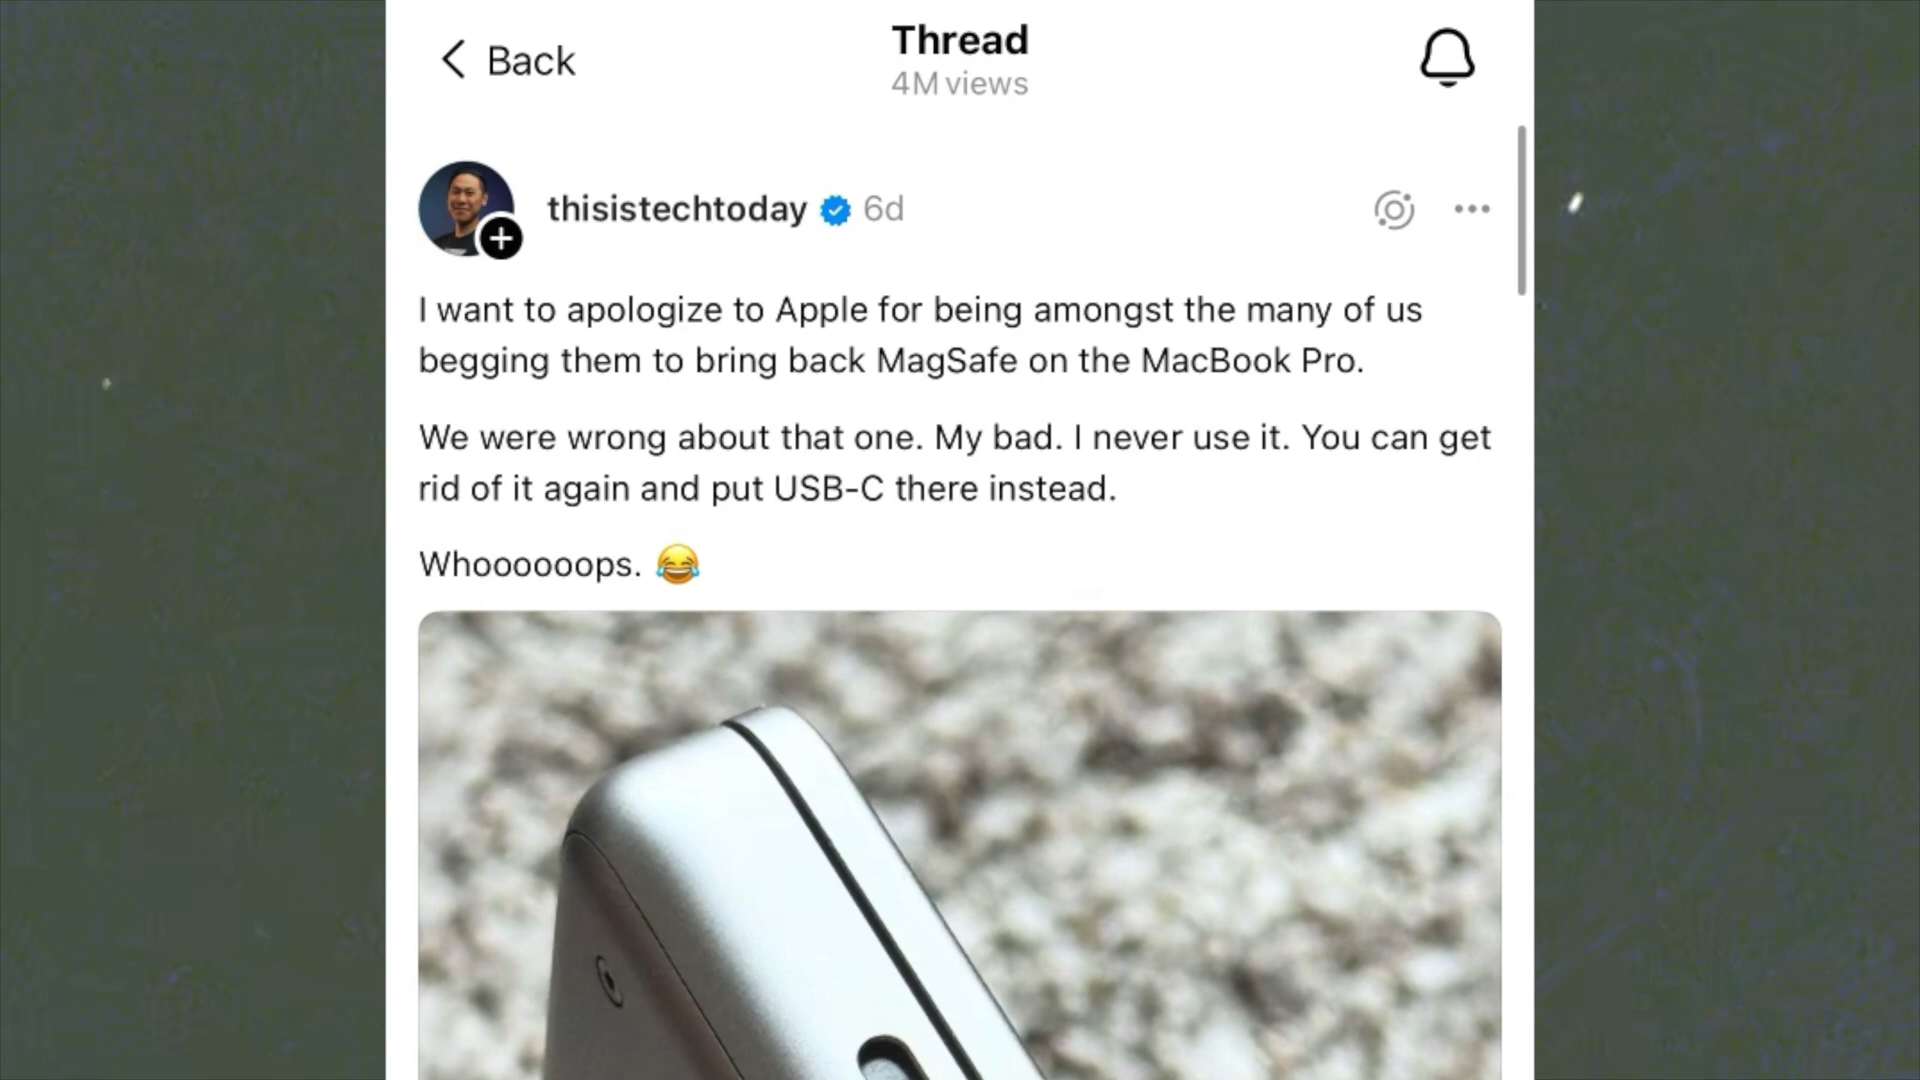 Back
Thread
4M views
thisistechtoday 6d
I want to apologize to Apple for being amongst the many of us
begging them to bring back MagSafe on the MacBook Pro.
We were wrong about that one. My bad. I never use it. You can get
rid of it again and put USB-C there instead.
Whoooooops. 😂